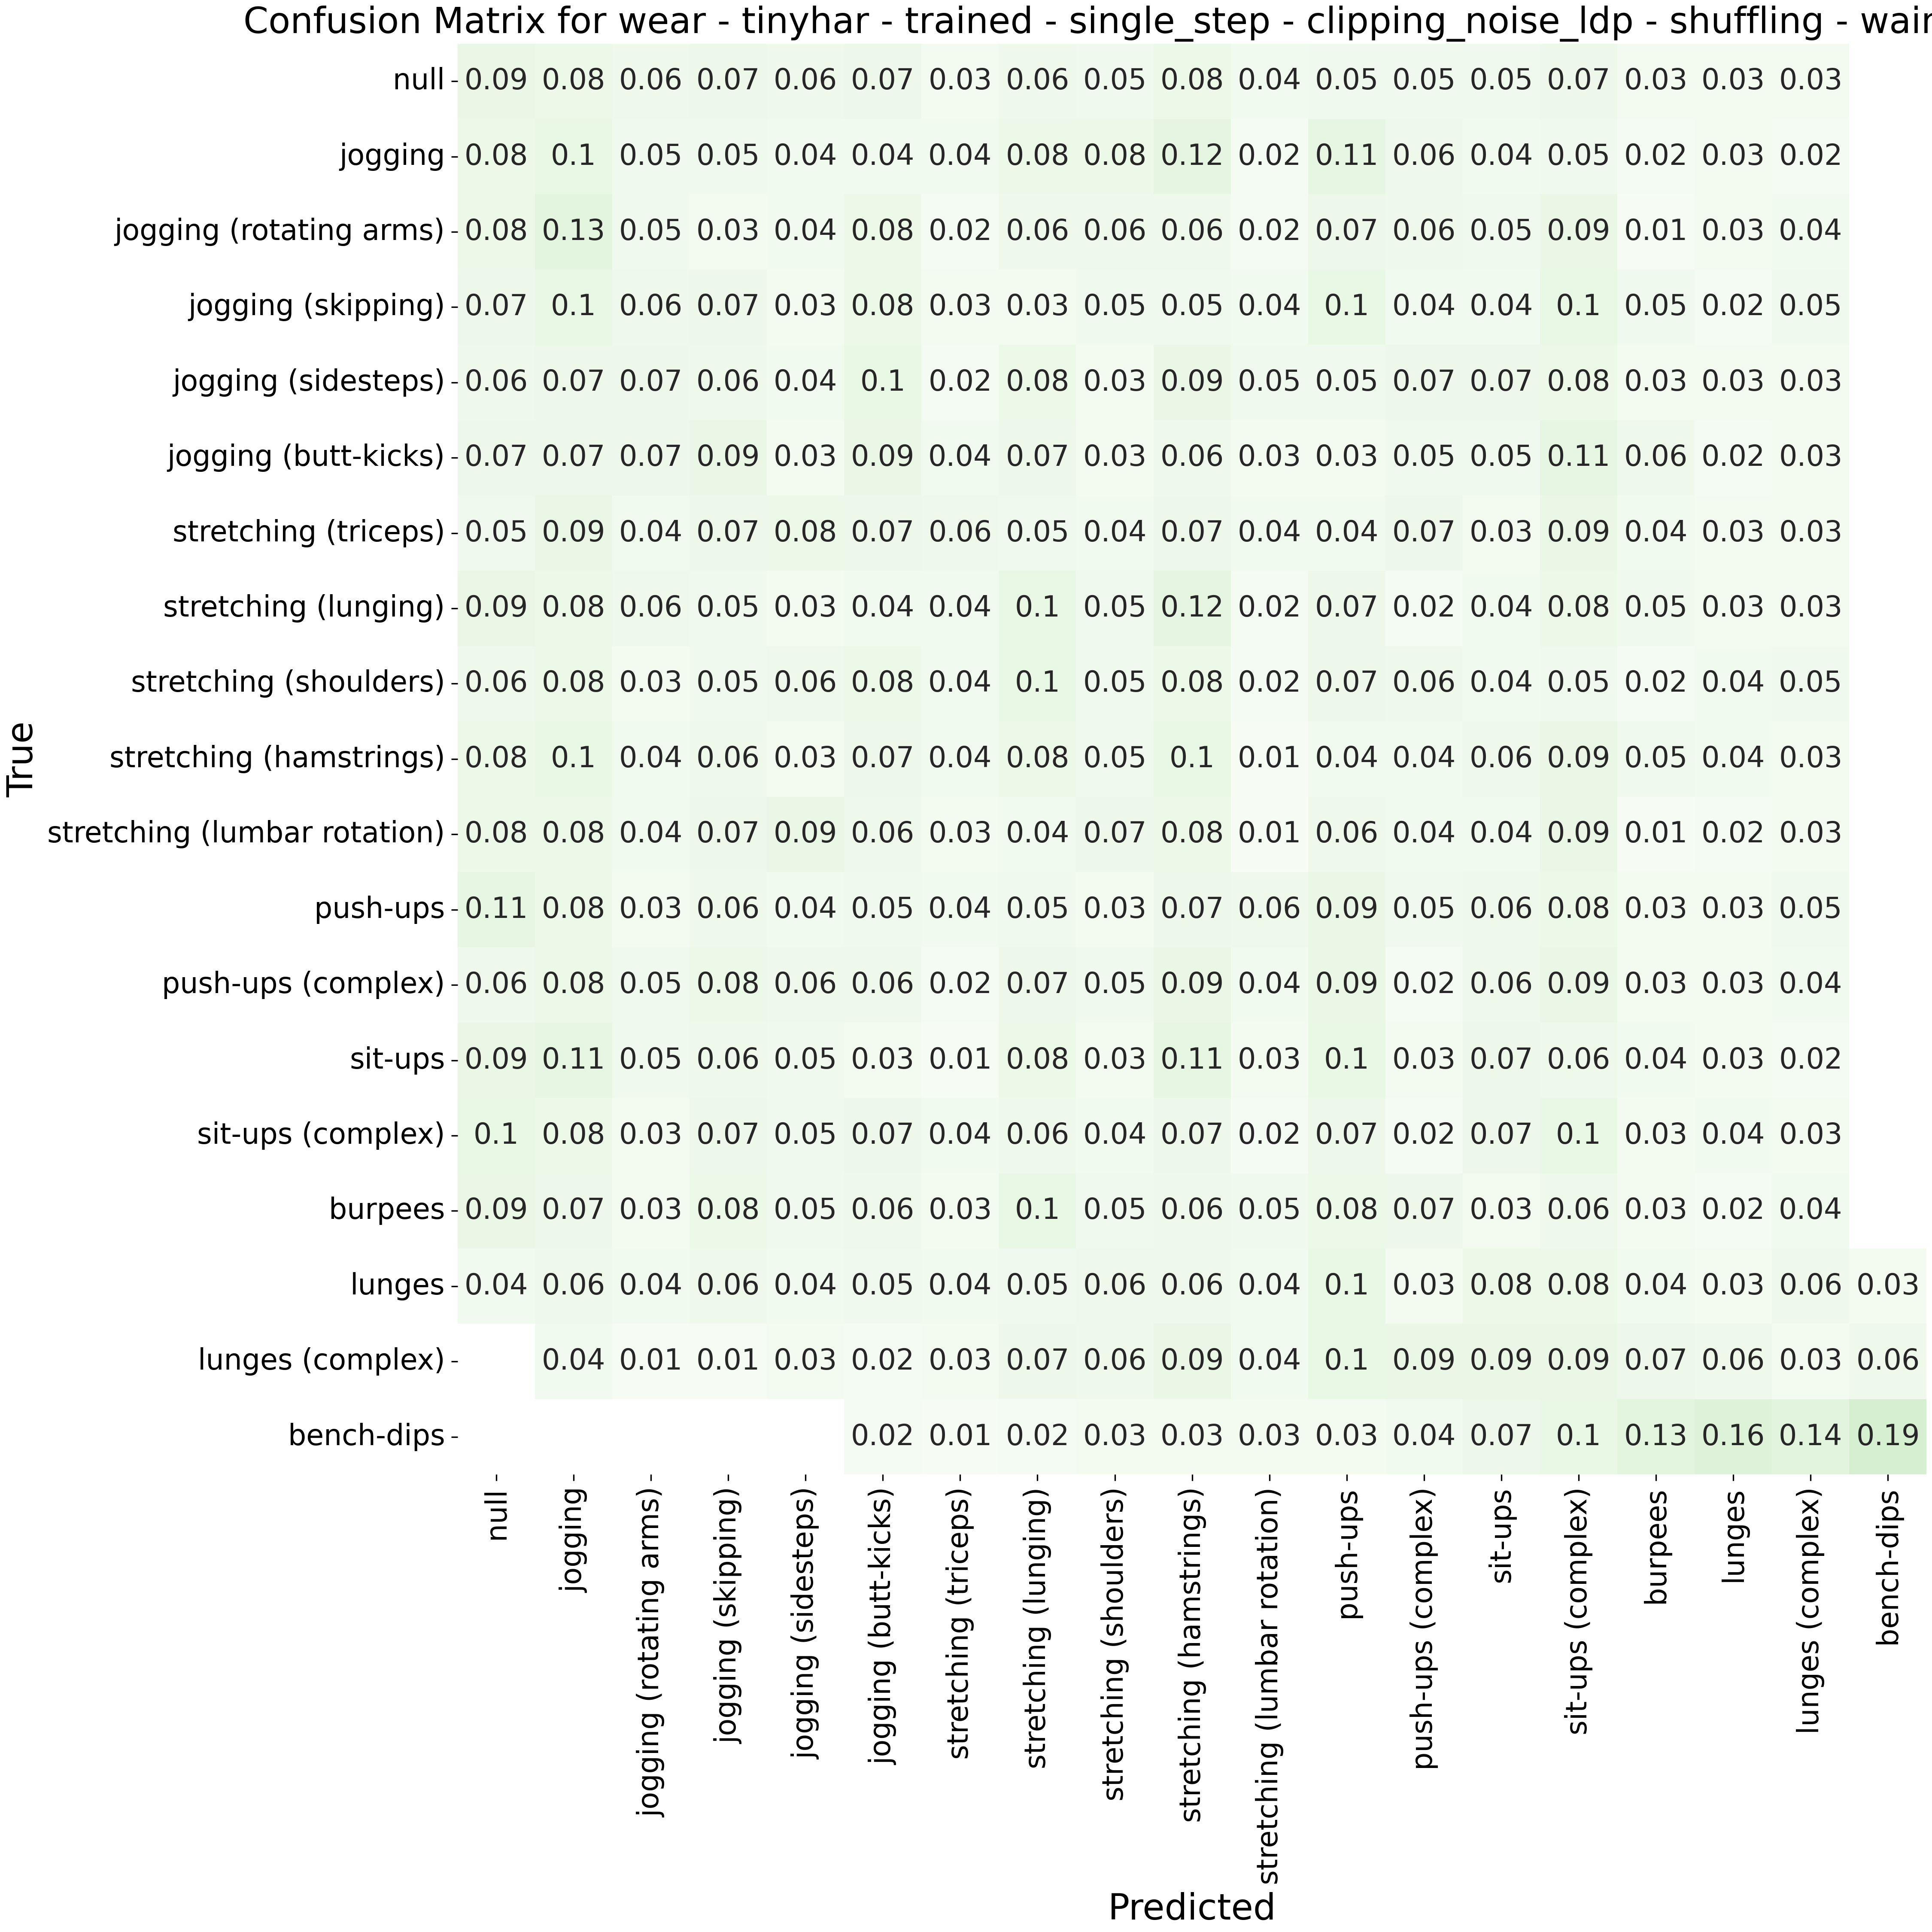 Confusion Matrix for wear - tinyhar - trained - single_step - clipping_noise_ldp - shuffling -
null 0.09 0.08 0.06 0.07 0.06 0.07 0.03 0.06 0.05 0.08 0.04 0.05 0.05 0.05 0.07 0.03 0.03 0.03
jogging 0.08 0.1 0.05 0.05 0.04 0.04 0.04 0.08 0.08 0.12 0.02 0.11 0.06 0.04 0.05 0.02 0.03 0.02
jogging (rotating arms) 0.08 0.13 0.05 0.03 0.04 0.08 0.02 0.06 0.06 0.06 0.02 0.07 0.06 0.05 0.09 0.01 0.03 0.04
jogging (skipping) 0.07 0.1 0.06 0.07 0.03 0.08 0.03 0.03 0.05 0.05 0.04 0.1 0.04 0.04 0.1 0.05 0.02 0.05
jogging (sidesteps) 0.06 0.07 0.07 0.06 0.04 0.1 0.02 0.08 0.03 0.09 0.05 0.05 0.07 0.07 0.08 0.03 0.03 0.03
jogging (butt-kicks) 0.07 0.07 0.07 0.09 0.03 0.09 0.04 0.07 0.03 0.06 0.03 0.03 0.05 0.05 0.11 0.06 0.02 0.03
stretching (triceps) 0.05 0.09 0.04 0.07 0.08 0.07 0.06 0.05 0.04 0.07 0.04 0.04 0.07 0.03 0.09 0.04 0.03 0.03
stretching (lunging) 0.09 0.08 0.06 0.05 0.03 0.04 0.04 0.1 0.05 0.12 0.02 0.07 0.02 0.04 0.08 0.05 0.03 0.03
stretching (shoulders) 0.06 0.08 0.03 0.05 0.06 0.08 0.04 0.1 0.05 0.08 0.02 0.07 0.06 0.04 0.05 0.02 0.04 0.05
stretching (hamstrings) 0.08 0.1 0.04 0.06 0.03 0.07 0.04 0.08 0.05 0.1 0.01 0.04 0.04 0.06 0.09 0.05 0.04 0.03
stretching (lumbar rotation) 0.08 0.08 0.04 0.07 0.09 0.06 0.03 0.04 0.07 0.08 0.01 0.06 0.04 0.04 0.09 0.01 0.02 0.03
push-ups 0.11 0.08 0.03 0.06 0.04 0.05 0.04 0.05 0.03 0.07 0.06 0.09 0.05 0.06 0.08 0.03 0.03 0.05
push-ups (complex) 0.06 0.08 0.05 0.08 0.06 0.06 0.02 0.07 0.05 0.09 0.04 0.09 0.02 0.06 0.09 0.03 0.03 0.04
sit-ups 0.09 0.11 0.05 0.06 0.05 0.03 0.01 0.08 0.03 0.11 0.03 0.1 0.03 0.07 0.06 0.04 0.03 0.02
sit-ups (complex) 0.1 0.08 0.03 0.07 0.05 0.07 0.04 0.06 0.04 0.07 0.02 0.07 0.02 0.07 0.1 0.03 0.04 0.03
burpees 0.09 0.07 0.03 0.08 0.05 0.06 0.03 0.1 0.05 0.06 0.05 0.08 0.07 0.03 0.06 0.03 0.02 0.04
lunges 0.04 0.06 0.04 0.06 0.04 0.05 0.04 0.05 0.06 0.06 0.04 0.1 0.03 0.08 0.08 0.04 0.03 0.06 0.03
lunges (complex) 0.04 0.01 0.01 0.03 0.02 0.03 0.07 0.06 0.09 0.04 0.1 0.09 0.09 0.09 0.07 0.06 0.03 0.06
bench-dips 0.02 0.01 0.02 0.03 0.03 0.03 0.03 0.04 0.07 0.1 0.13 0.16 0.14 0.19
True
null
jogging
jogging (rotating arms)
jogging (skipping)
jogging (sidesteps)
jogging (butt-kicks)
stretching (triceps)
stretching (lunging)
stretching (shoulders)
stretching (hamstrings)
stretching (lumbar rotation)
push-ups
push-ups (complex)
sit-ups
sit-ups (complex)
burpees
lunges
lunges (complex)
bench-dips
Predicted